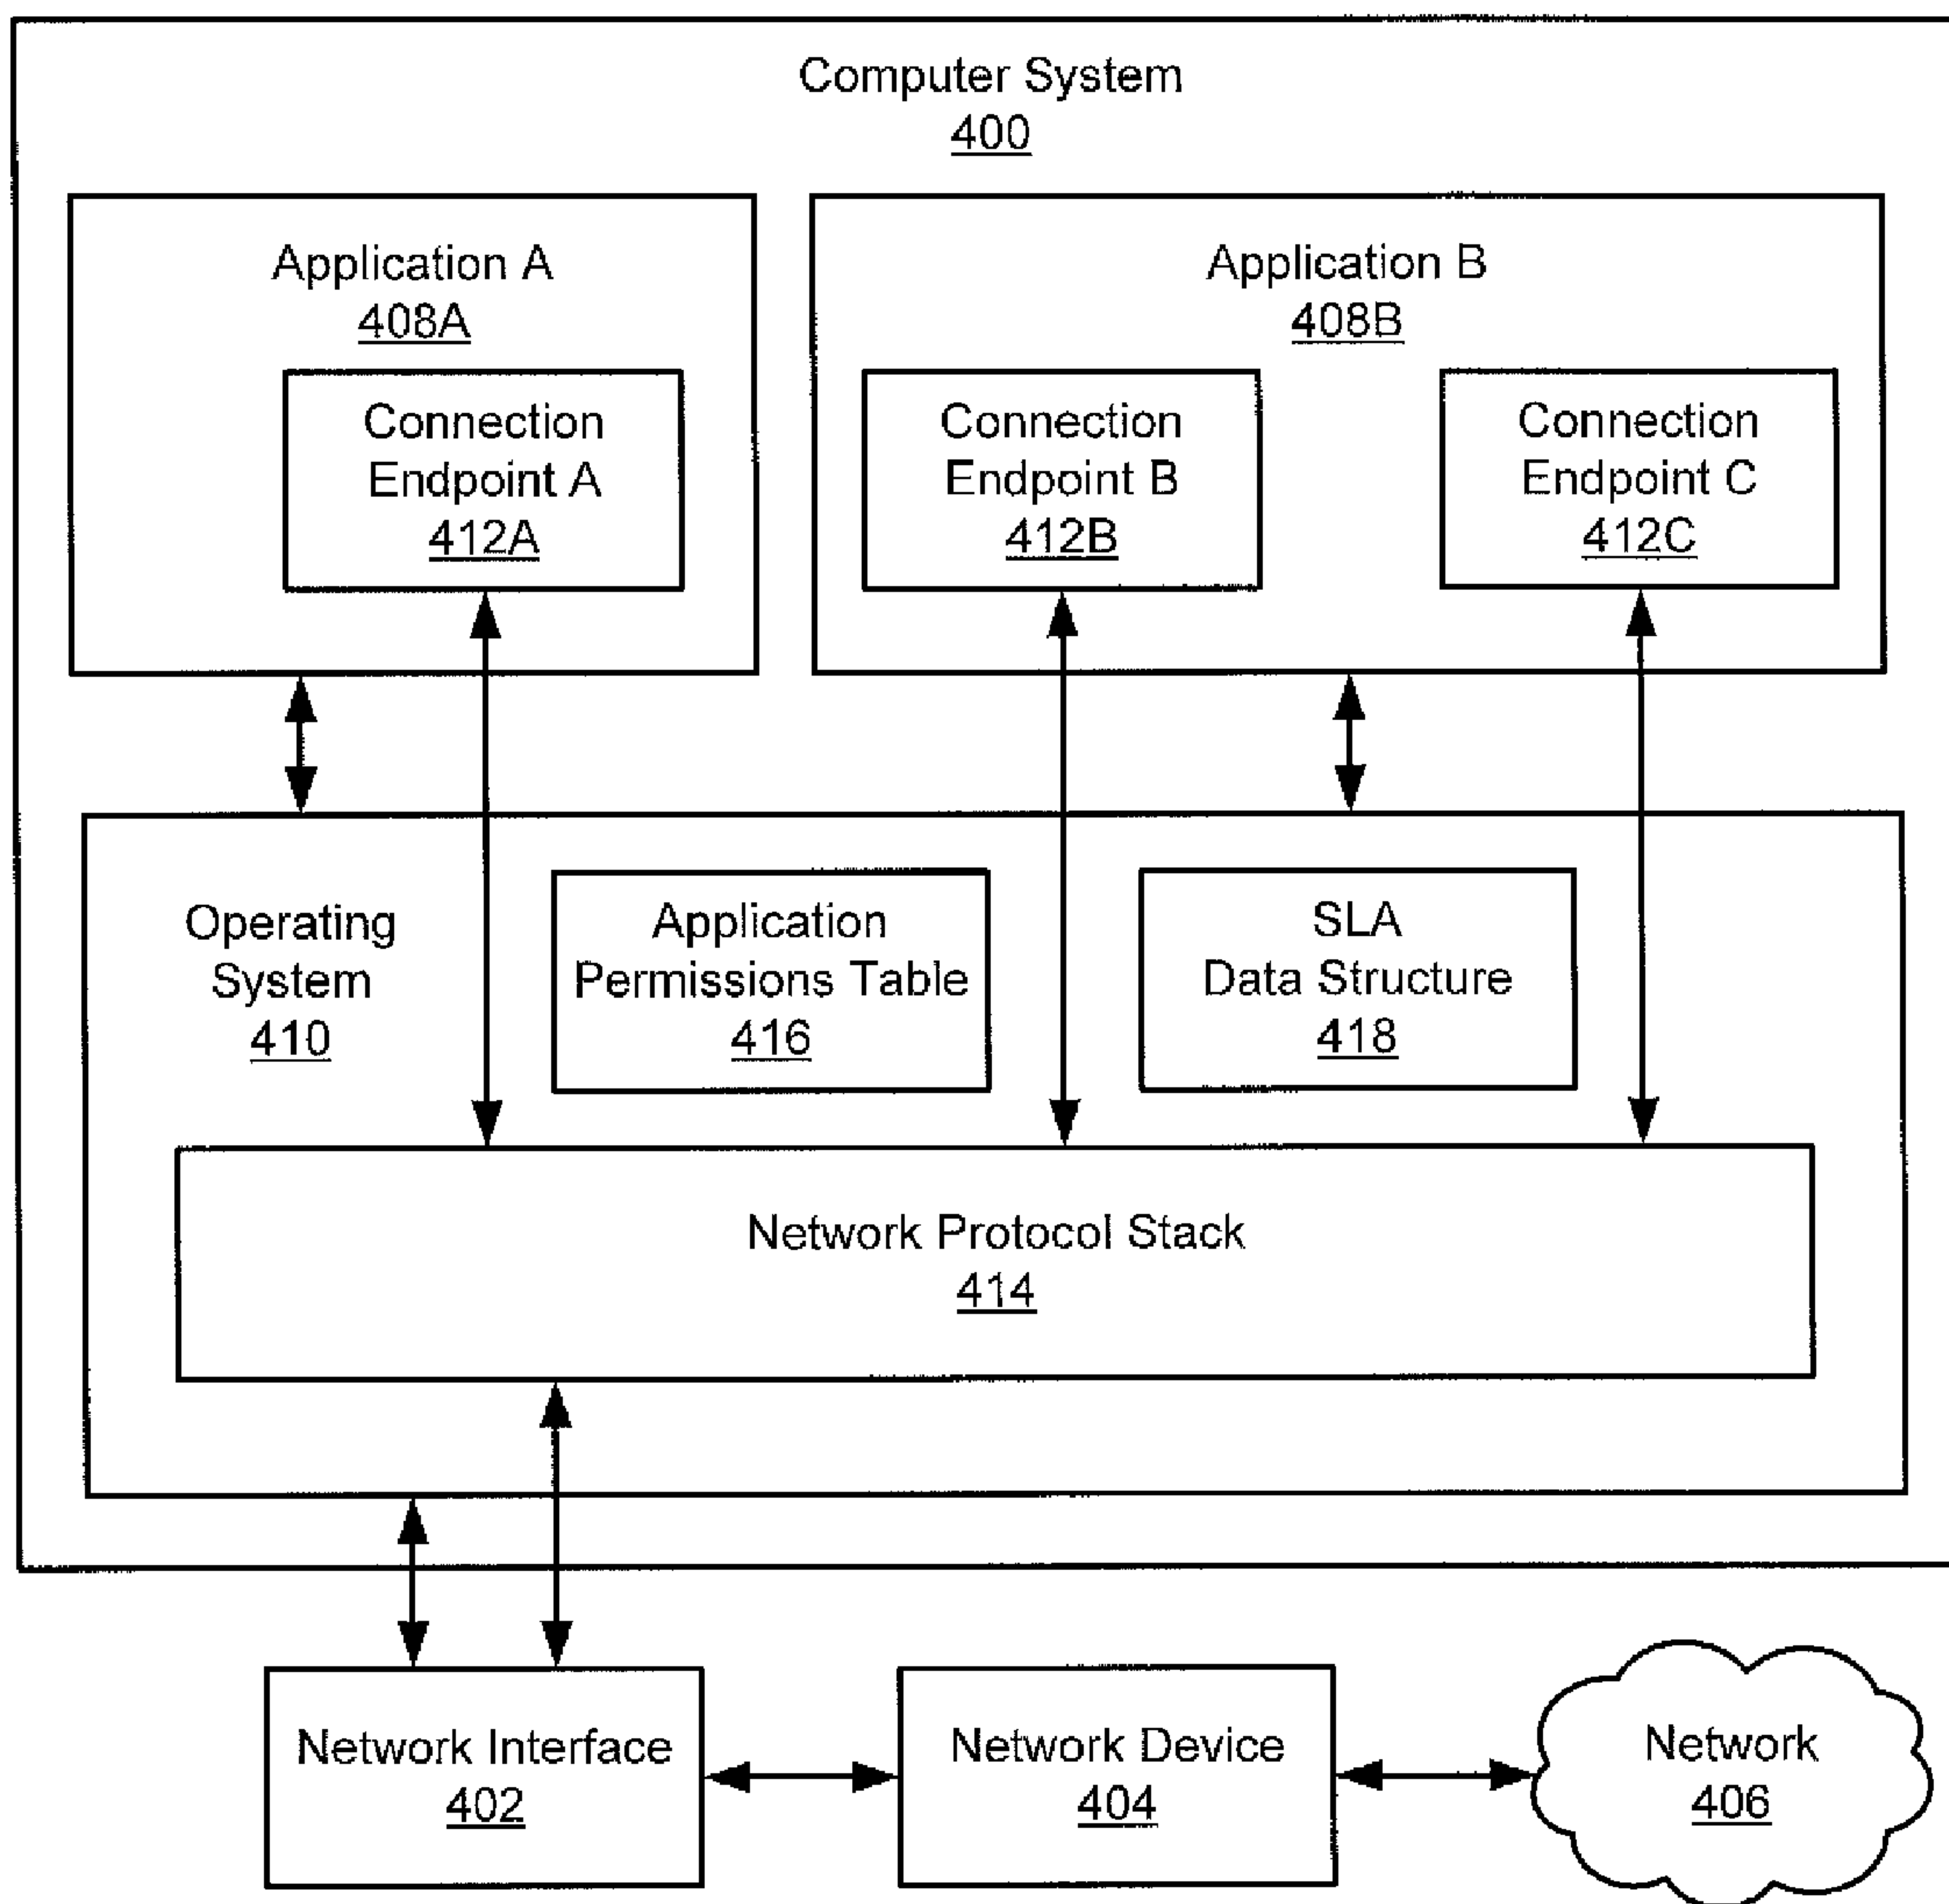 Computer System
400
Application A
408A
Application B
408B
Connection
Endpoint A
412A
Connection
Endpoint B
412B
Connection
Endpoint C
412C
Operating
System
410
Application
Permissions Table
416
SLA
Data Structure
418
Network Protocol Stack
414
Network Interface
402
Network Device
404
Network
406